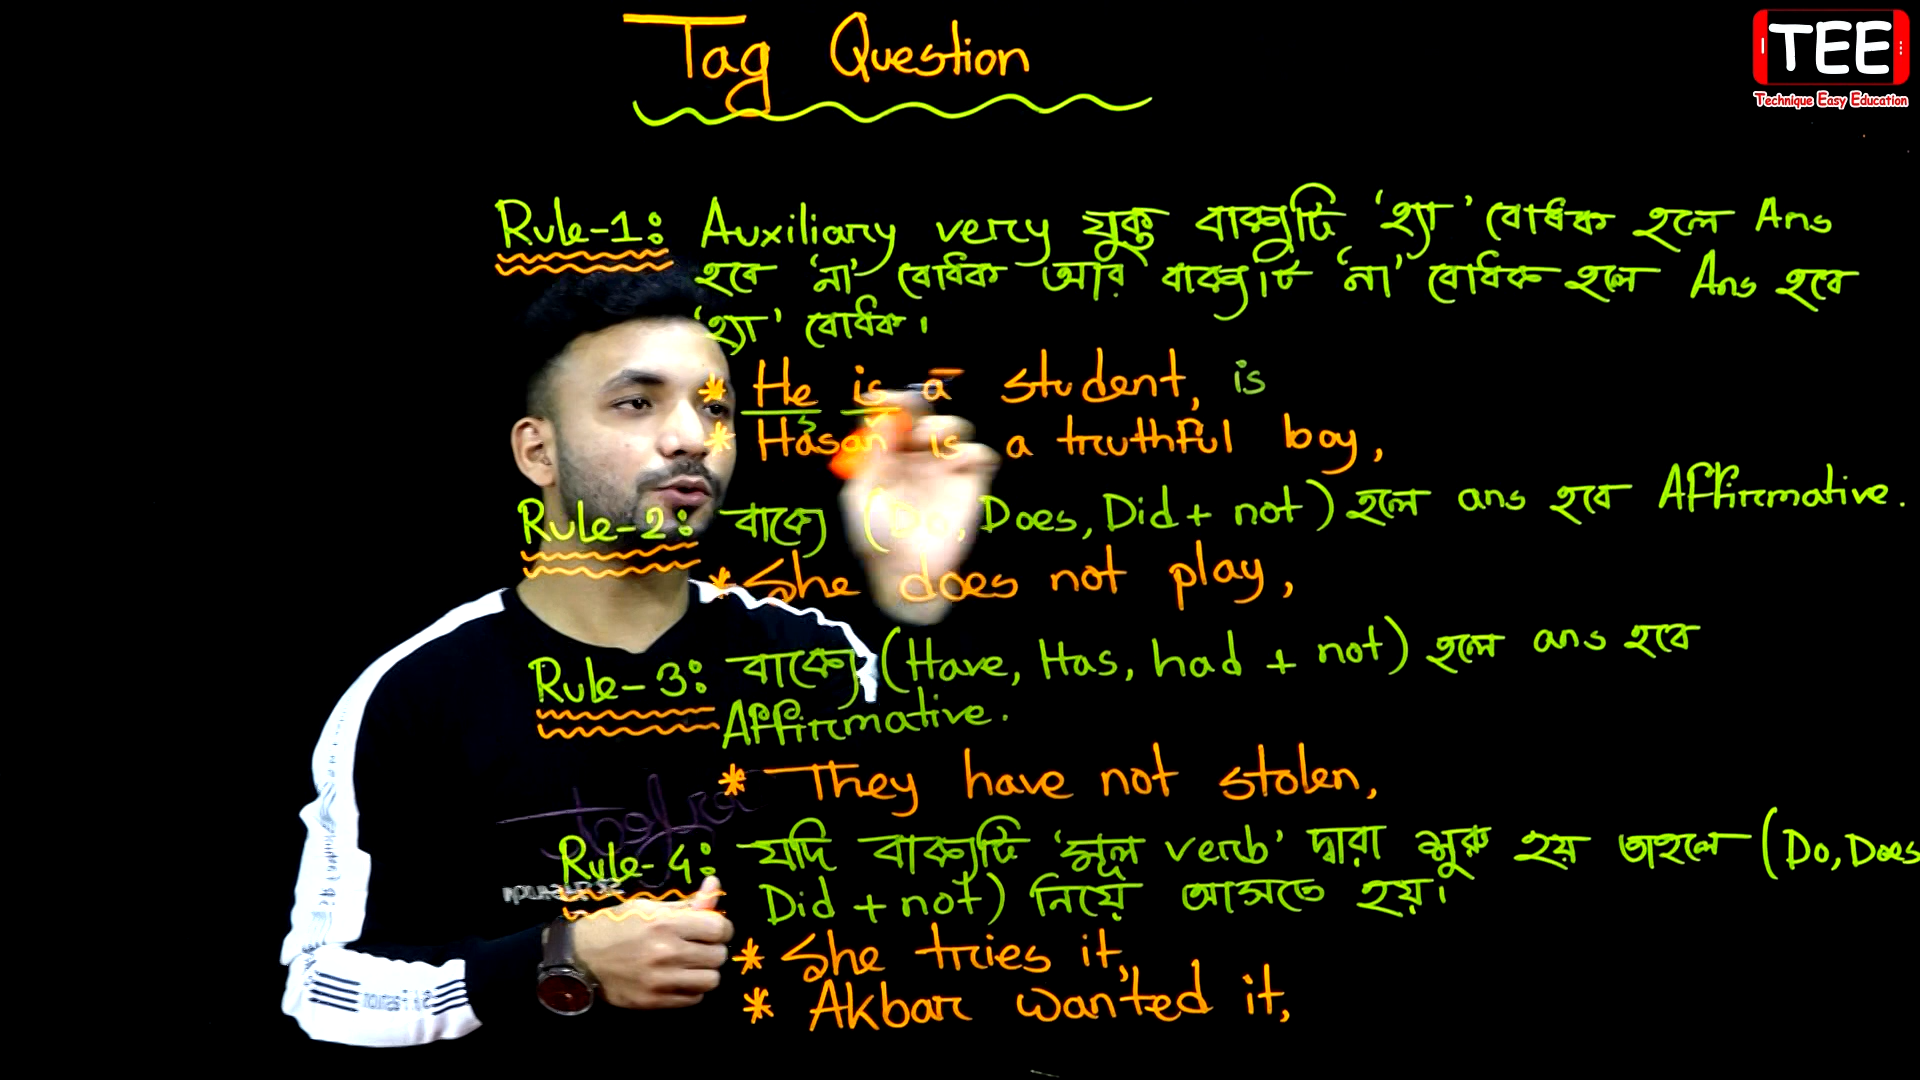 Tag Question
TEE
Technique Easy Education
Rule-1: Auxiliary very যুক্ত বাক্যটি 'হ্যা' বোধক হলে Ans
হবে 'না' বোধক আর বাক্যটি 'না' বোধক হলে Ans হবে
'হ্যা' বোধক।
* He is a student, is
s
* Hasan is a truthful boy,
Rule-2: বাক্যে (Do, Does, Did + not) হলে ans হবে Affirmative.
* She does not play,
Rule-3: বাক্যে (Have, Has, had + not) হলে ans হবে
Affirmative.
* They have not stolen,
Rule-4: যদি বাক্যটি 'মূল verb' দ্বারা শুরু হয় তাহলে (Do, Does
Did + not) নিয়ে আসতে হয়।
* She tries it,
* Akbar wanted it,